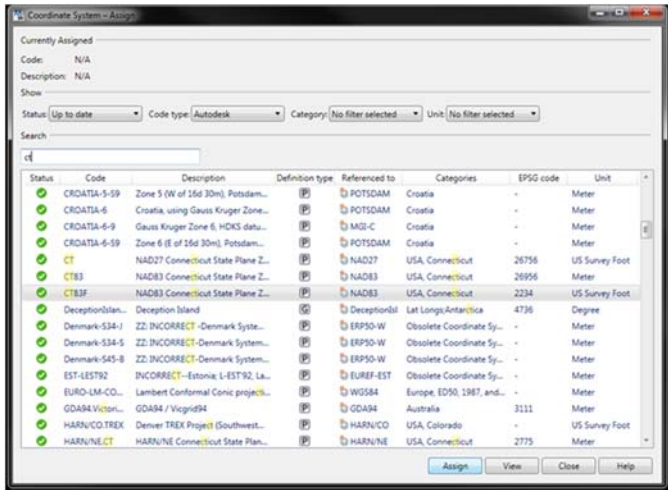 Coordinate System - Assign
Currently Assigned
Code: N/A
Description: N/A
Show
Status: Up to date Code type: Autodesk Category: No filter selected Unit: No filter selected
Search
ct
Status Code Description Definition type Referenced to Categories EPSG code Unit
CROATIA-5-S9 Zone 5 (W of 16d 30m), Potsdam... P POTSDAM Croatia - Meter
CROATIA-6 Croatia, using Gauss Kruger Zone... P POTSDAM Croatia - Meter
CROATIA-6-9 Gauss Kruger Zone 6, HDKS datu... P MGI-C Croatia - Meter
CROATIA-6-S9 Zone 6 (E of 16d 30m), Potsdam... P POTSDAM Croatia - Meter
CT NAD27 Connecticut State Plane Z... P NAD27 USA, Connecticut 26756 US Survey Foot
CT83 NAD83 Connecticut State Plane Z... P NAD83 USA, Connecticut 26956 Meter
CT83F NAD83 Connecticut State Plane Z... P NAD83 USA, Connecticut 2234 US Survey Foot
DeceptionIslan... Deception Island G DeceptionIsl Lat Longs;Antarctica 4736 Degree
Denmark-S34-J ZZ: INCORRECT -Denmark Syste... P ERP50-W Obsolete Coordinate Sy... - Meter
Denmark-S34-S ZZ: INCORRECT-Denmark System... P ERP50-W Obsolete Coordinate Sy... - Meter
Denmark-S45-B ZZ: INCORRECT-Denmark System... P ERP50-W Obsolete Coordinate Sy... - Meter
EST-LEST92 INCORRECT--Estonia; L-EST'92, La... P EUREF-EST Obsolete Coordinate Sy... - Meter
EURO-LM-CO... Lambert Conformal Conic projecti... P WGS84 Europe, ED50, 1987, and... - Meter
GDA94.Victori... GDA94 / Vicgrid94 P GDA94 Australia 3111 Meter
HARN/CO.TREX Denver TREX Project (Southwest... P HARN/CO USA, Colorado - US Survey Foot
HARN/NE.CT HARN/NE Connecticut State Plan... P HARN/NE USA, Connecticut 2775 Meter
Assign View Close Help